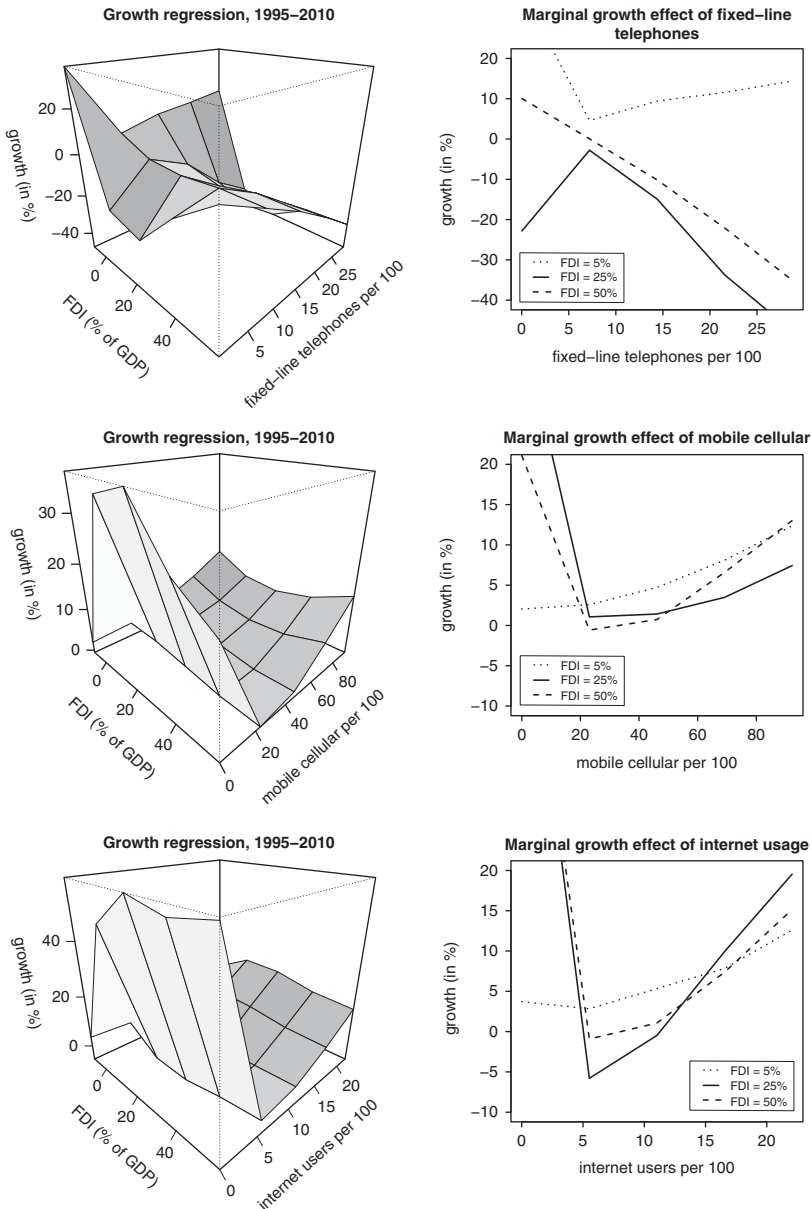 Growth regression, 1995–2010
20
0
−20
−40
growth (in %)
0
20
40
FDI (% of GDP)
5
10
15
20
25
fixed−line telephones per 100
Marginal growth effect of fixed−line
telephones
20
10
0
−10
−20
−30
−40
growth (in %)
FDI = 5%
FDI = 25%
FDI = 50%
0
5
10
15
20
25
fixed−line telephones per 100
Growth regression, 1995–2010
30
20
10
0
growth (in %)
0
20
40
FDI (% of GDP)
0
20
40
60
80
mobile cellular per 100
Marginal growth effect of mobile cellular
20
15
10
5
0
−5
−10
growth (in %)
FDI = 5%
FDI = 25%
FDI = 50%
0
20
40
60
80
mobile cellular per 100
Growth regression, 1995–2010
40
20
0
growth (in %)
0
20
40
FDI (% of GDP)
0
5
10
15
20
internet users per 100
Marginal growth effect of internet usage
20
15
10
5
0
−5
−10
growth (in %)
FDI = 5%
FDI = 25%
FDI = 50%
0
5
10
15
20
internet users per 100